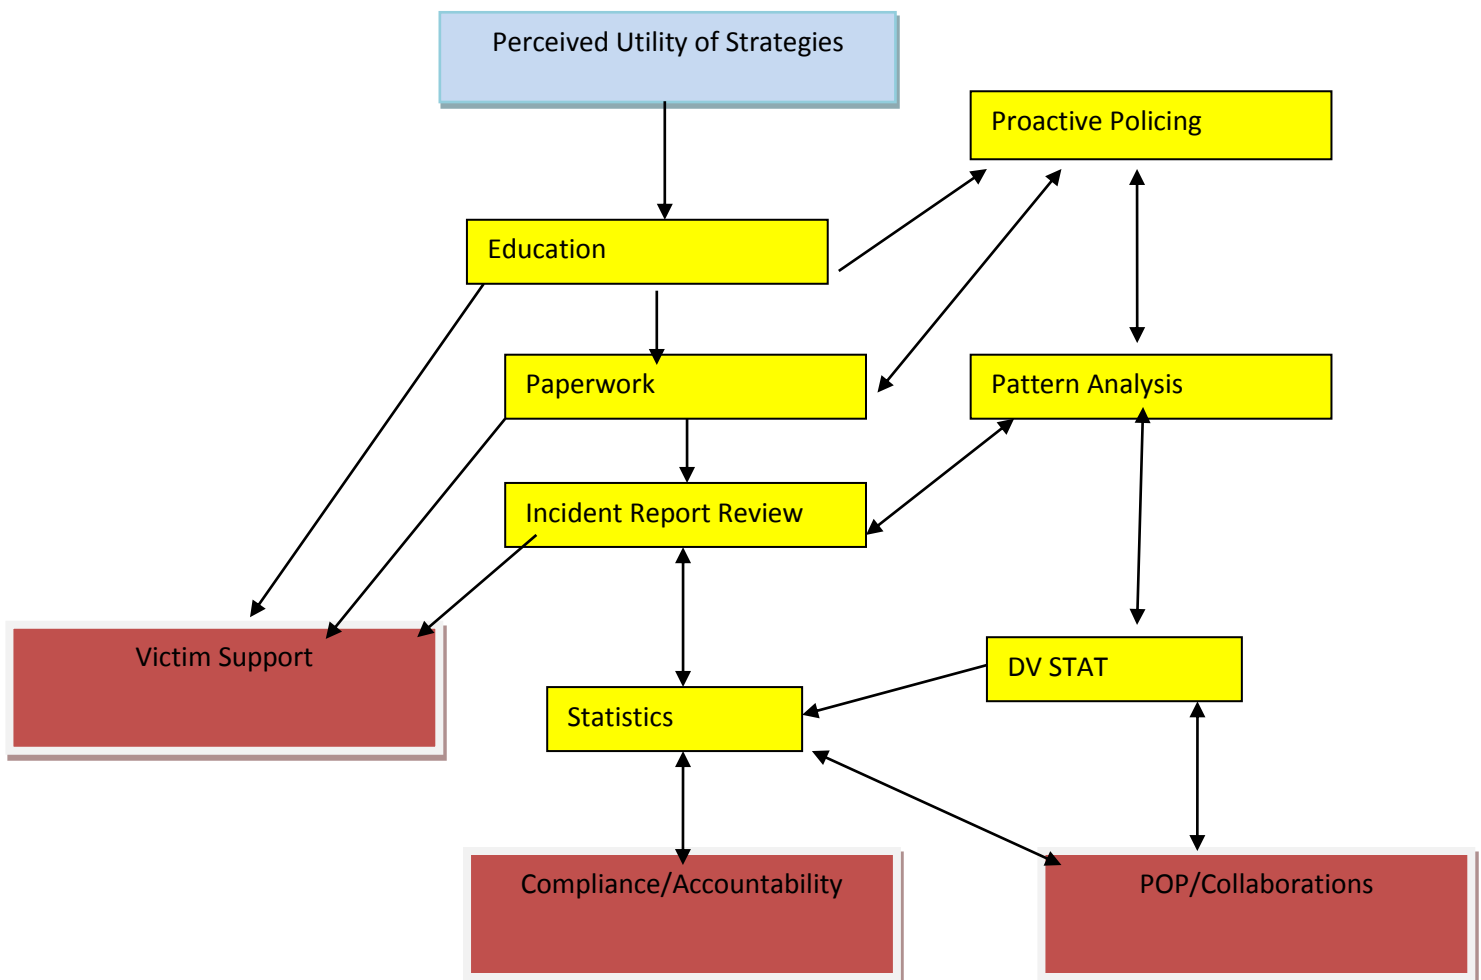 Perceived Utility of Strategies
Proactive Policing
Education
Paperwork
Pattern Analysis
Incident Report Review
Victim Support
DV STAT
Statistics
Compliance/Accountability
POP/Collaborations